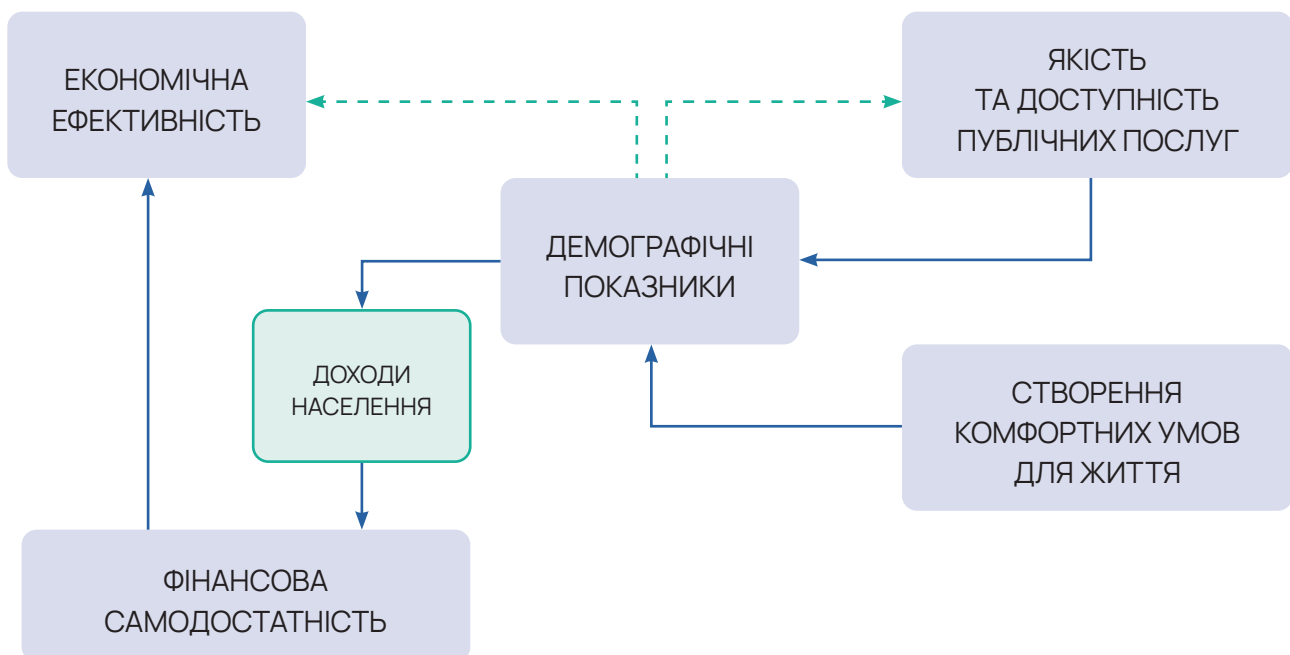 ЕКОНОМІЧНА
ЕФЕКТИВНІСТЬ
ЯКІСТЬ
ТА ДОСТУПНІСТЬ
ПУБЛІЧНИХ ПОСЛУГ
ДЕМОГРАФІЧНІ
ПОКАЗНИКИ
ДОХОДИ
НАСЕЛЕННЯ
СТВОРЕННЯ
КОМФОРТНИХ УМОВ
ДЛЯ ЖИТТЯ
ФІНАНСОВА
САМОДОСТАТНІСТЬ